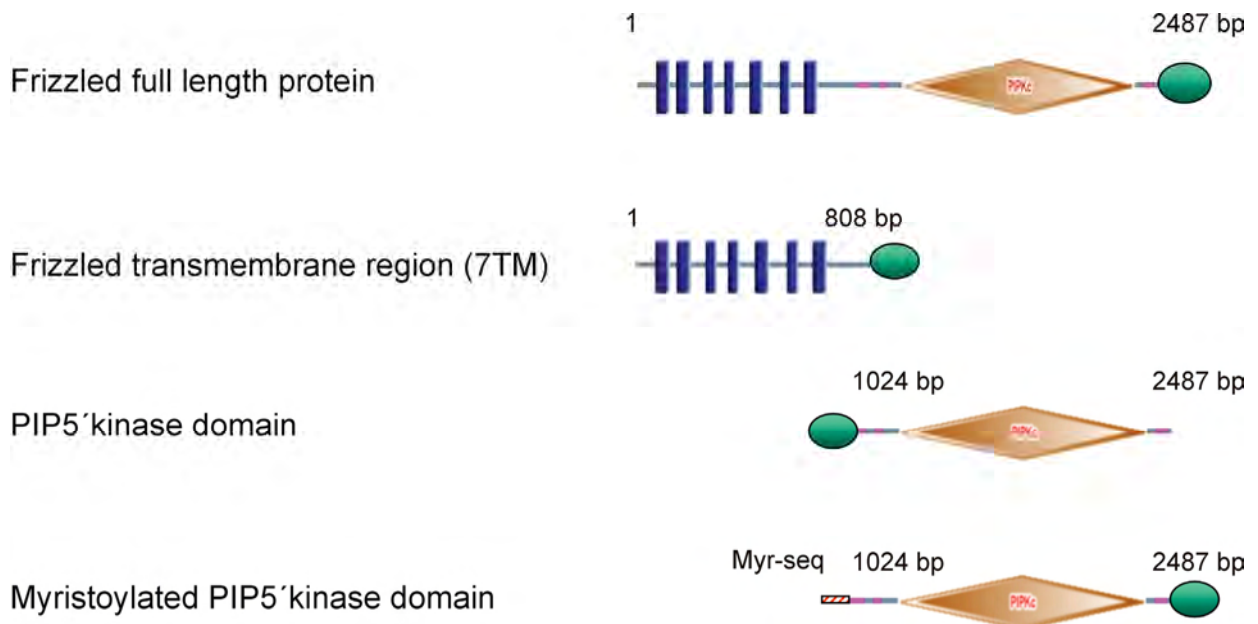 1 2487 bp
Frizzled full length protein PIPKc
1 808 bp
Frizzled transmembrane region (7TM)
1024 bp 2487 bp
PIP5´kinase domain PIPKc
Myr-seq 1024 bp 2487 bp
Myristoylated PIP5´kinase domain PIPKc